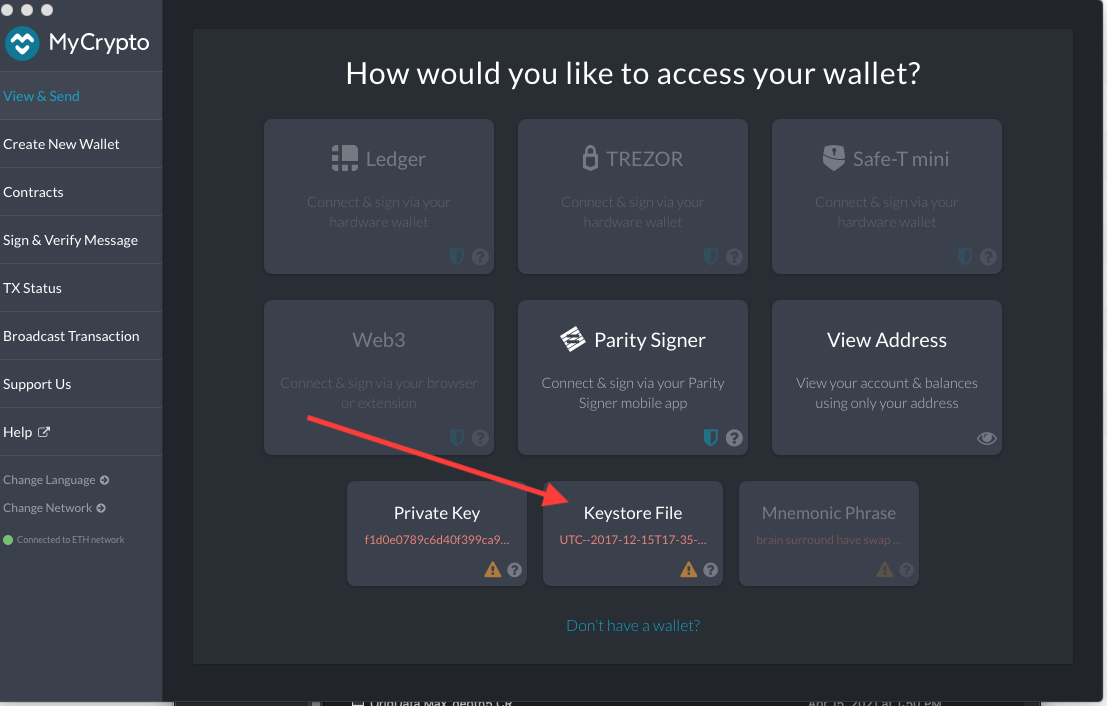 MyCrypto
View & Send
Create New Wallet
Contracts
Sign & Verify Message
TX Status
Broadcast Transaction
Support Us
Help
Change Language
Change Network
Connected to ETH network
How would you like to access your wallet?
Ledger
Connect & sign via your
hardware wallet
TREZOR
Connect & sign via your
hardware wallet
Safe-T mini
Connect & sign via your
hardware wallet
Web3
Connect & sign via your browser
or extension
Parity Signer
Connect & sign via your Parity
Signer mobile app
View Address
View your account & balances
using only your address
Private Key
f1d0e0789c6d40f399ca9...
Keystore File
UTC--2017-12-15T17-35-...
Mnemonic Phrase
brain surround have swap ...
Don't have a wallet?